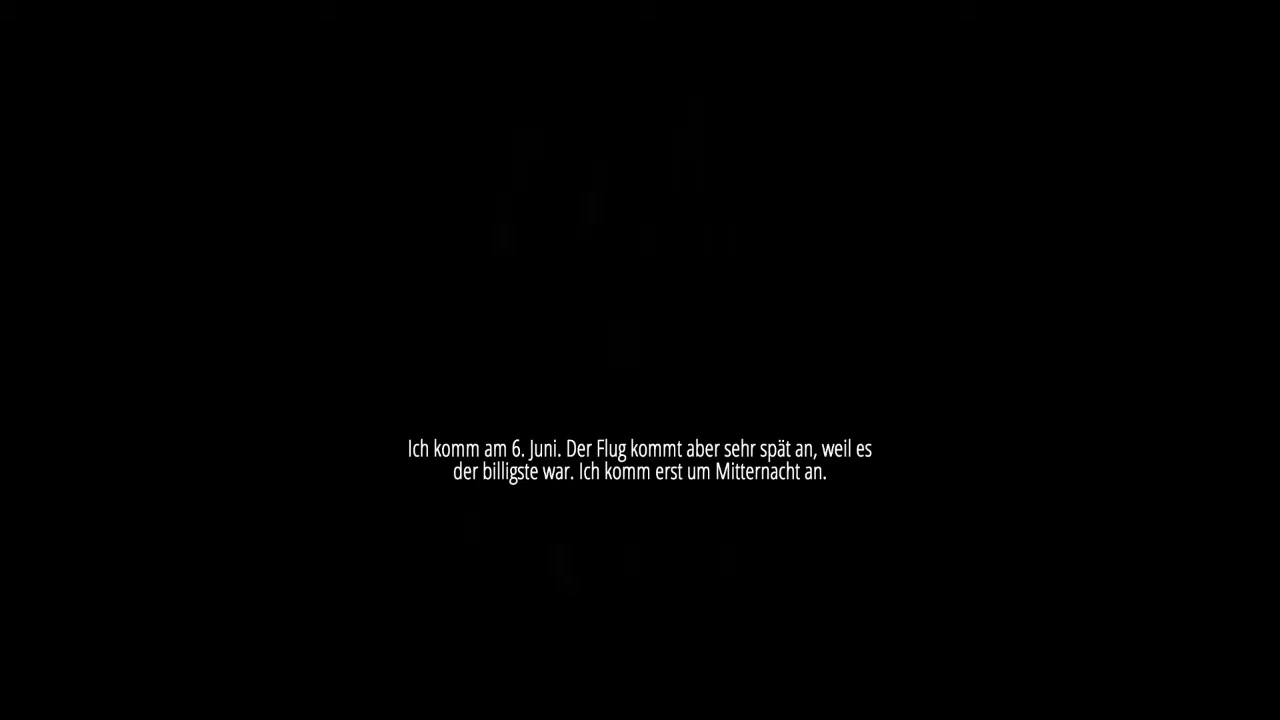 Ich komm am 6. Juni. Der Flug kommt aber sehr spät an, weil es
der billigste war. Ich komm erst um Mitternacht an.